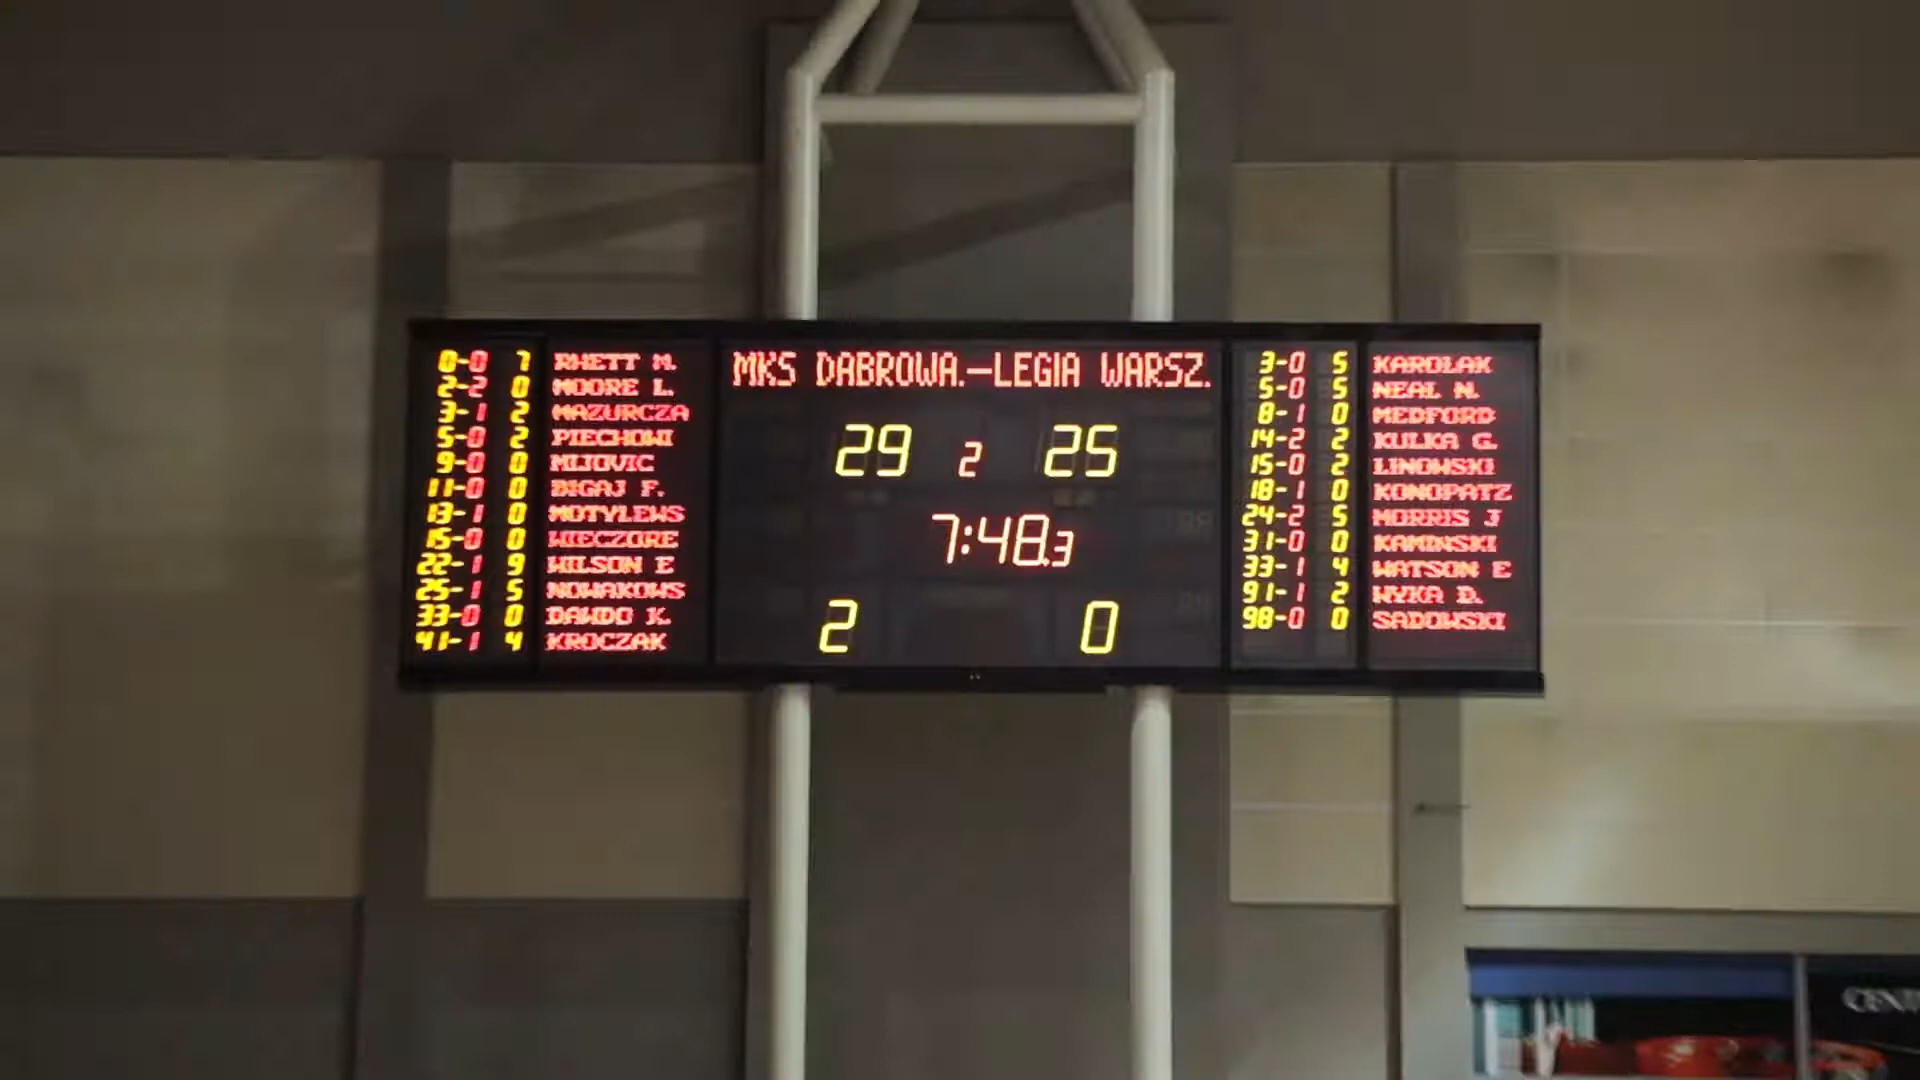 MKS DABROWA.-LEGIA WARSZ.
29 2 25
7:48.3
2 0
0-0 7 RHETT M.
2-2 0 MOORE L.
3-1 2 MAZURCZA
5-0 2 PIECHOWI
9-0 0 MIJOVIC
11-0 0 BIGAJ F.
13-1 0 MOTYLEWS
15-0 0 WIECZORE
22-1 9 WILSON E
25-1 5 NOWAKOWS
33-0 0 DAWDO K.
41-1 4 KROCZAK
3-0 5 KAROLAK
5-0 5 NEAL N.
8-1 0 MEDFORD
14-2 2 KULKA G.
15-0 2 LINOWSKI
18-1 0 KONOPATZ
24-2 5 MORRIS J
31-0 0 KAMINSKI
33-1 4 WATSON E
91-1 2 WYKA D.
98-0 0 SADOWSKI